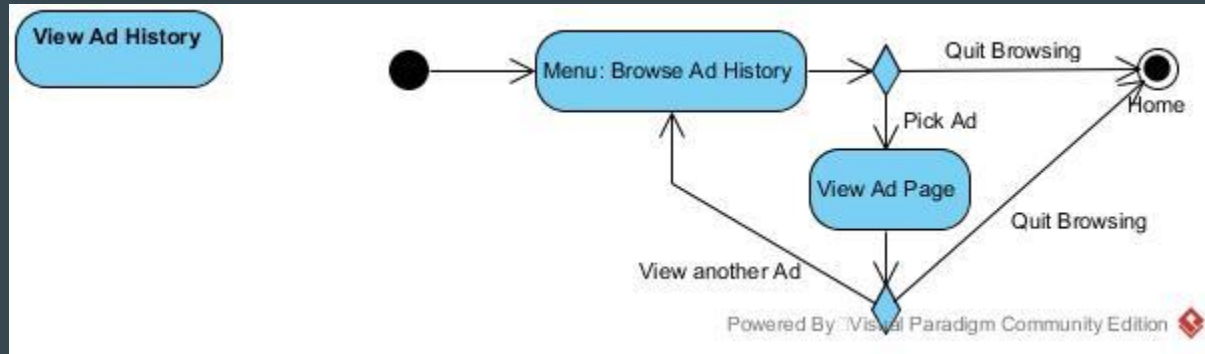 View Ad History
Menu: Browse Ad History
Quit Browsing
Home
Pick Ad
View Ad Page
Quit Browsing
View another Ad
Powered By Visual Paradigm Community Edition